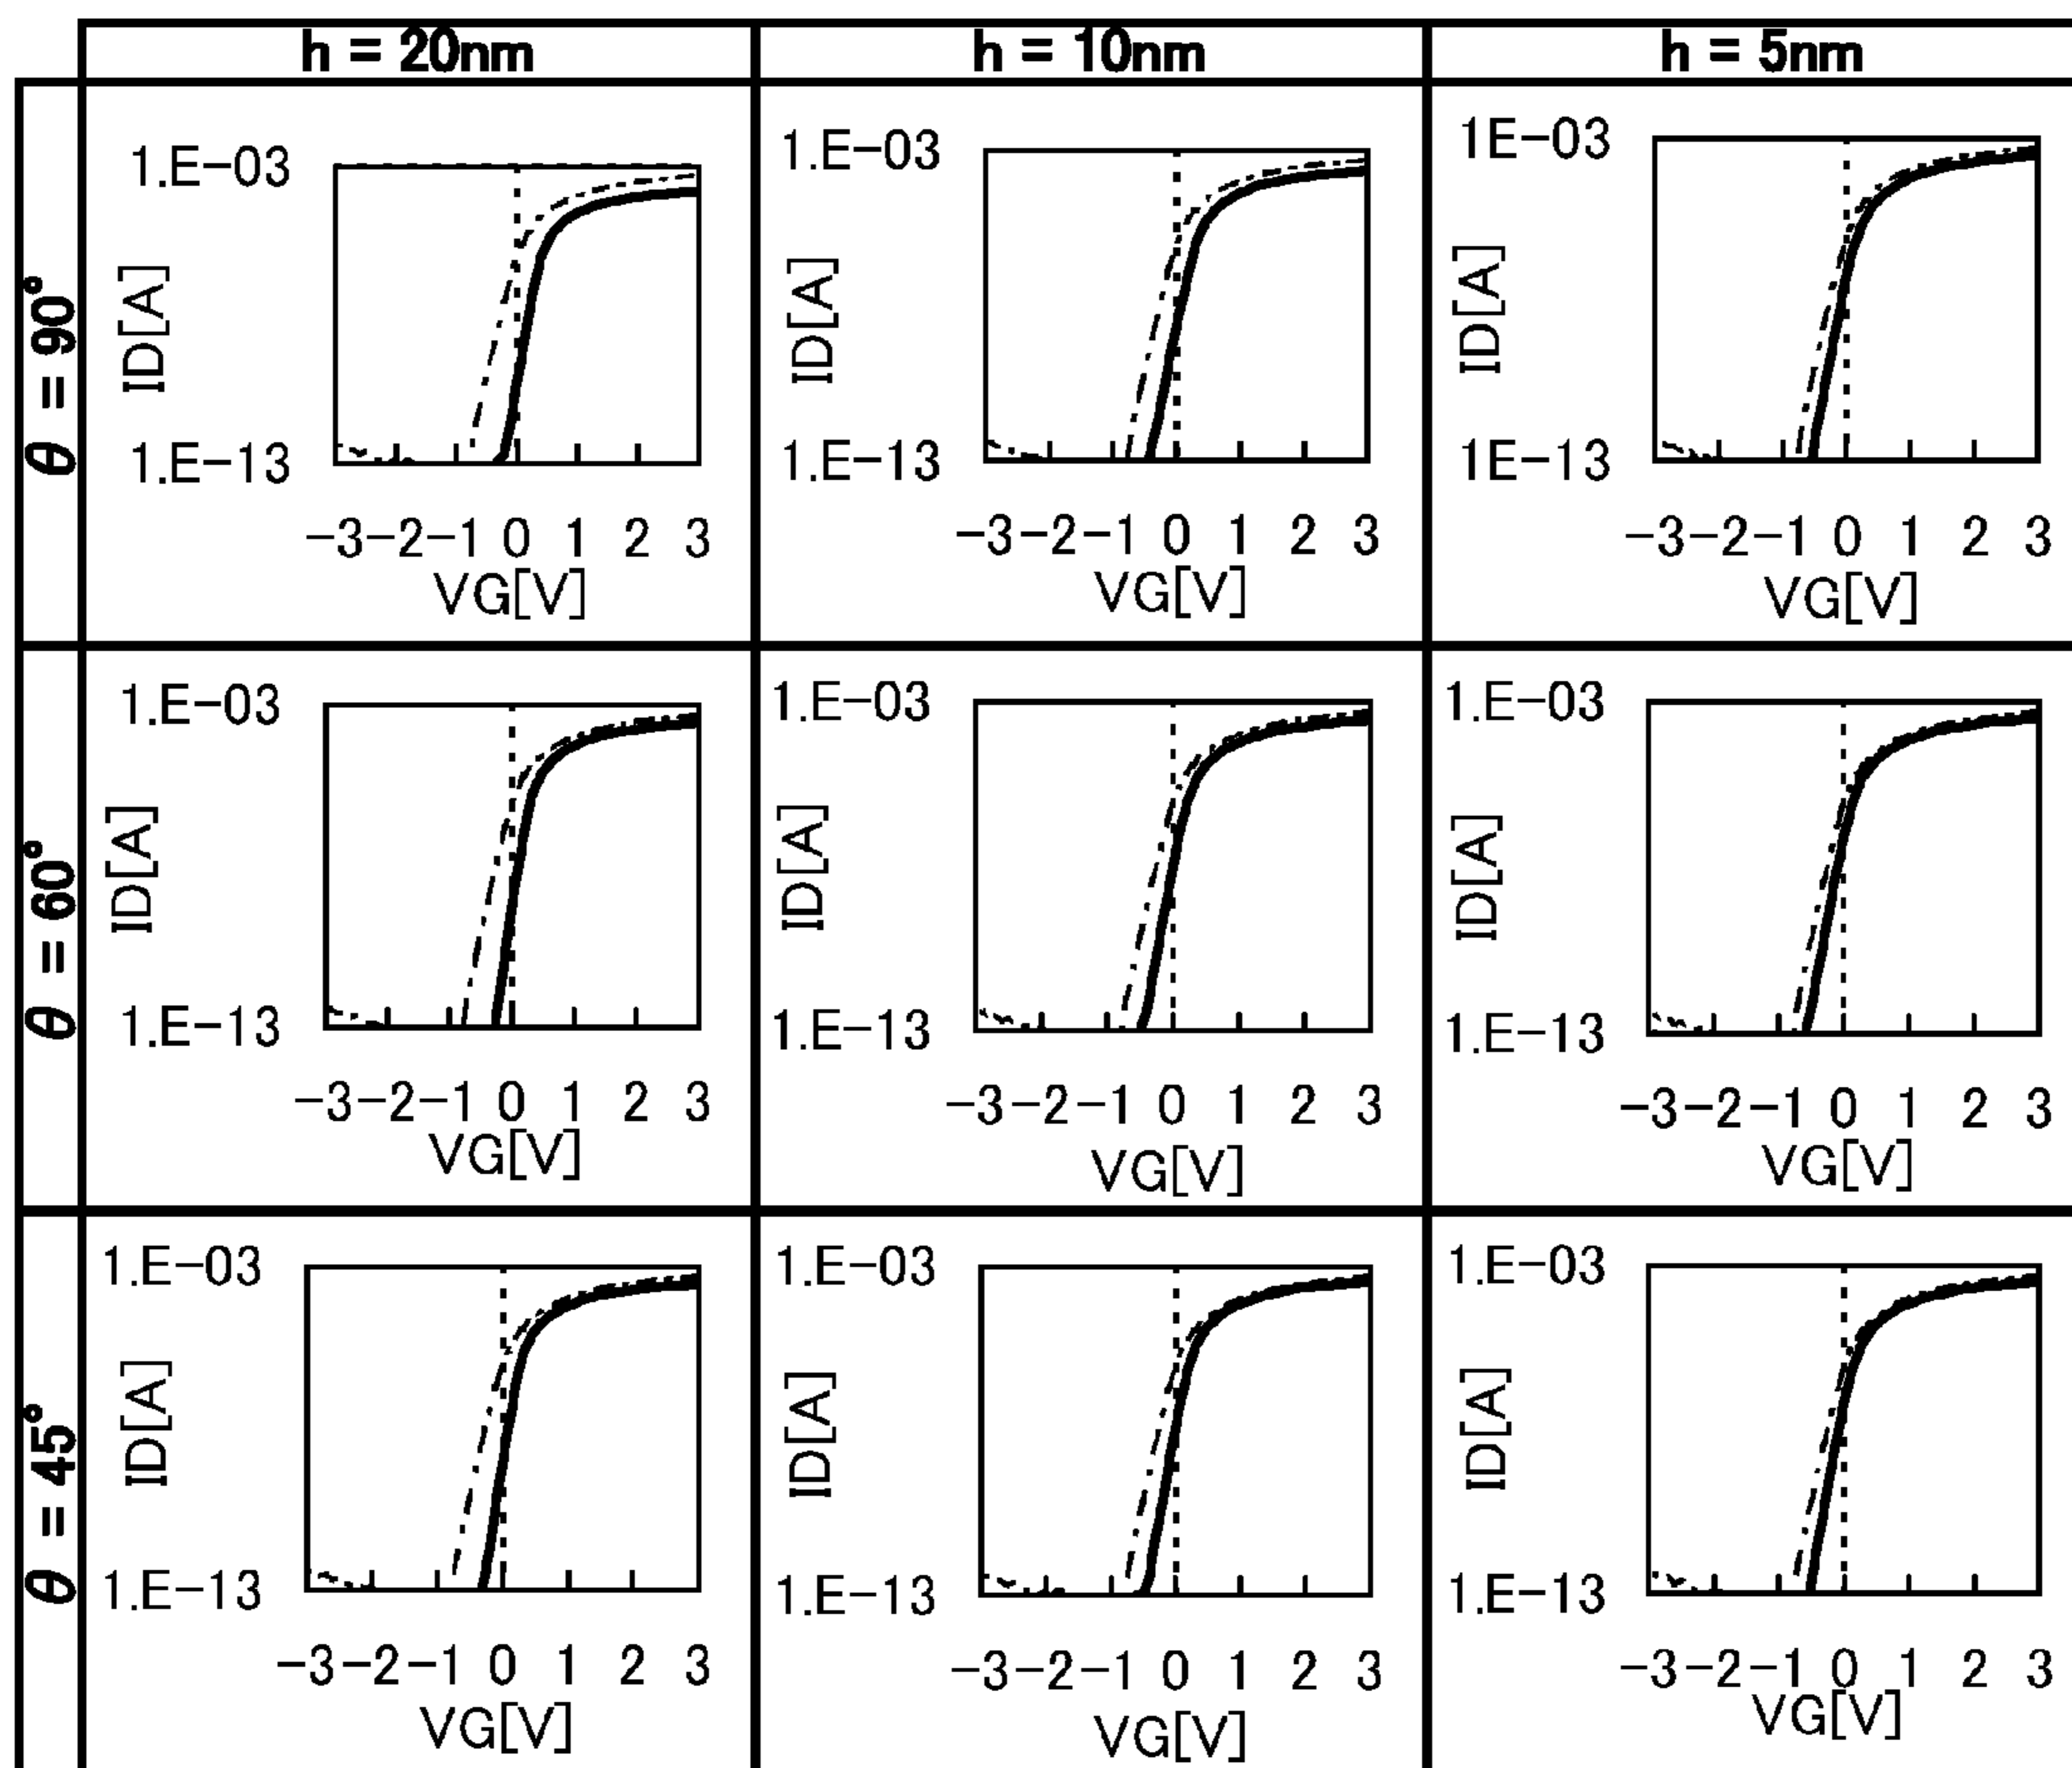 h = 20nm
h = 10nm
h = 5nm
θ = 90°
1.E-03
ID[A]
1.E-13
-3 -2 -1 0 1 2 3
VG[V]
1.E-03
ID[A]
1.E-13
-3 -2 -1 0 1 2 3
VG[V]
1E-03
ID[A]
1E-13
-3 -2 -1 0 1 2 3
VG[V]
θ = 60°
1.E-03
ID[A]
1.E-13
-3 -2 -1 0 1 2 3
VG[V]
1.E-03
ID[A]
1.E-13
-3 -2 -1 0 1 2 3
VG[V]
1.E-03
ID[A]
1.E-13
-3 -2 -1 0 1 2 3
VG[V]
θ = 45°
1.E-03
ID[A]
1.E-13
-3 -2 -1 0 1 2 3
VG[V]
1.E-03
ID[A]
1.E-13
-3 -2 -1 0 1 2 3
VG[V]
1.E-03
ID[A]
1.E-13
-3 -2 -1 0 1 2 3
VG[V]